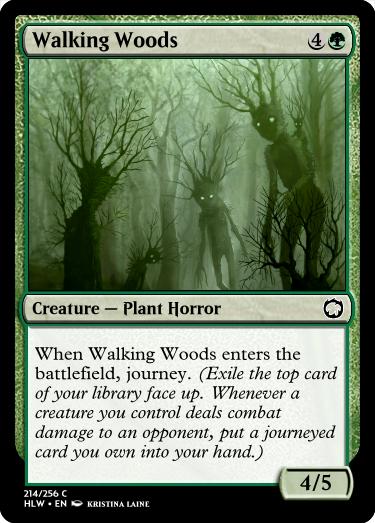 Walking Woods 4
Creature — Plant Horror
When Walking Woods enters the
battlefield, journey. (Exile the top card
of your library face up. Whenever a
creature you control deals combat
damage to an opponent, put a journeyed
card you own into your hand.)
4/5
214/256 C
HLW • EN KRISTINA LAINE